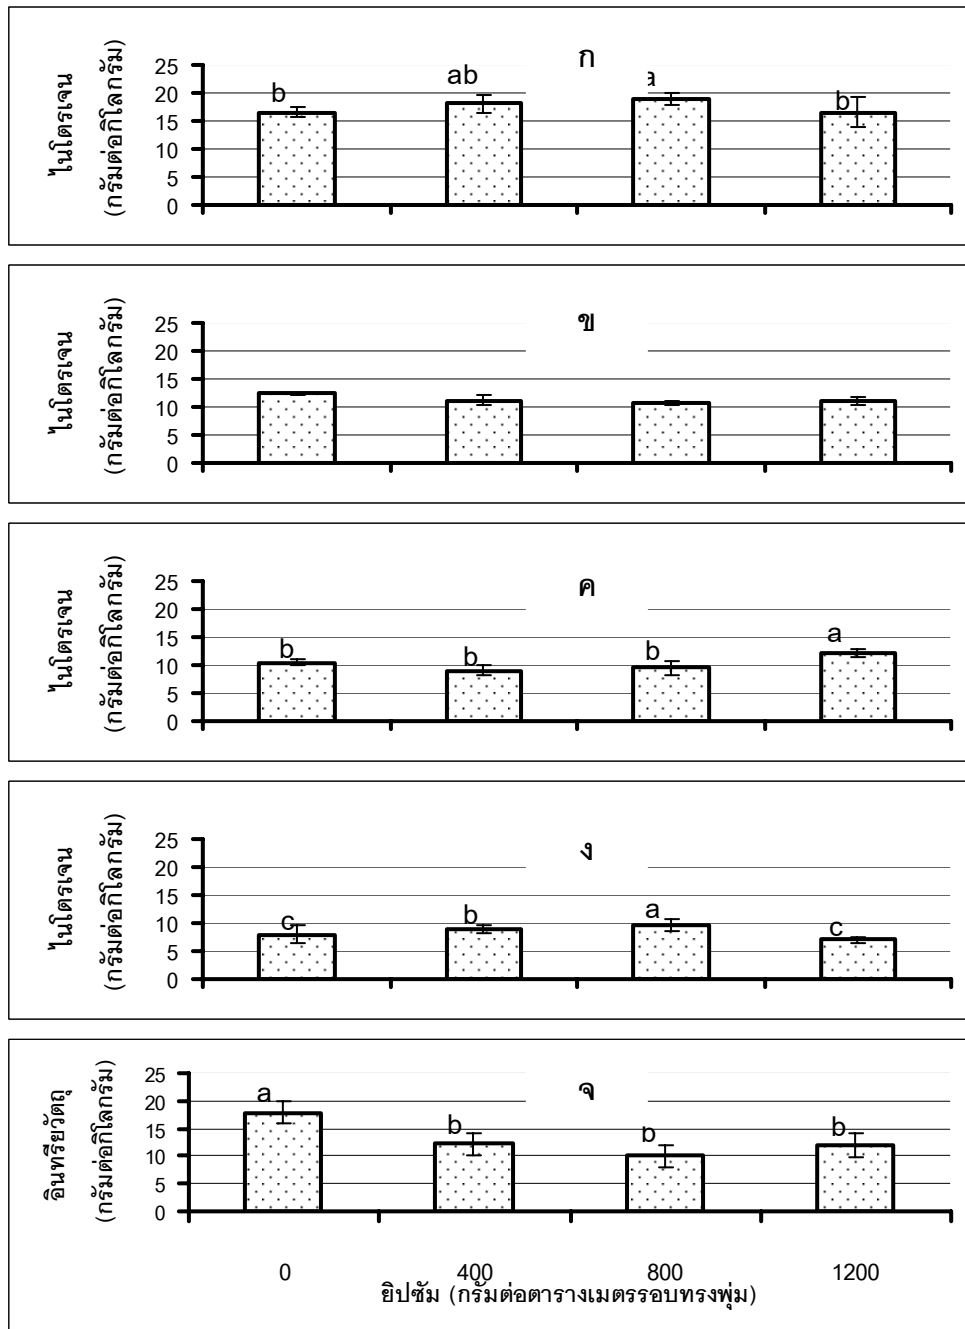 ก
ไนโตรเจน
(กรัมต่อกิโลกรัม)
25
20
15
10
5
0
b ab a b
ข
ไนโตรเจน
(กรัมต่อกิโลกรัม)
25
20
15
10
5
0
ค
ไนโตรเจน
(กรัมต่อกิโลกรัม)
25
20
15
10
5
0
b b b a
ง
ไนโตรเจน
(กรัมต่อกิโลกรัม)
25
20
15
10
5
0
c b a c
จ
อินทรียวัตถุ
(กรัมต่อกิโลกรัม)
25
20
15
10
5
0
a b b b
0 400 800 1200
ยิปซัม (กรัมต่อตารางเมตรรอบทรงพุ่ม)